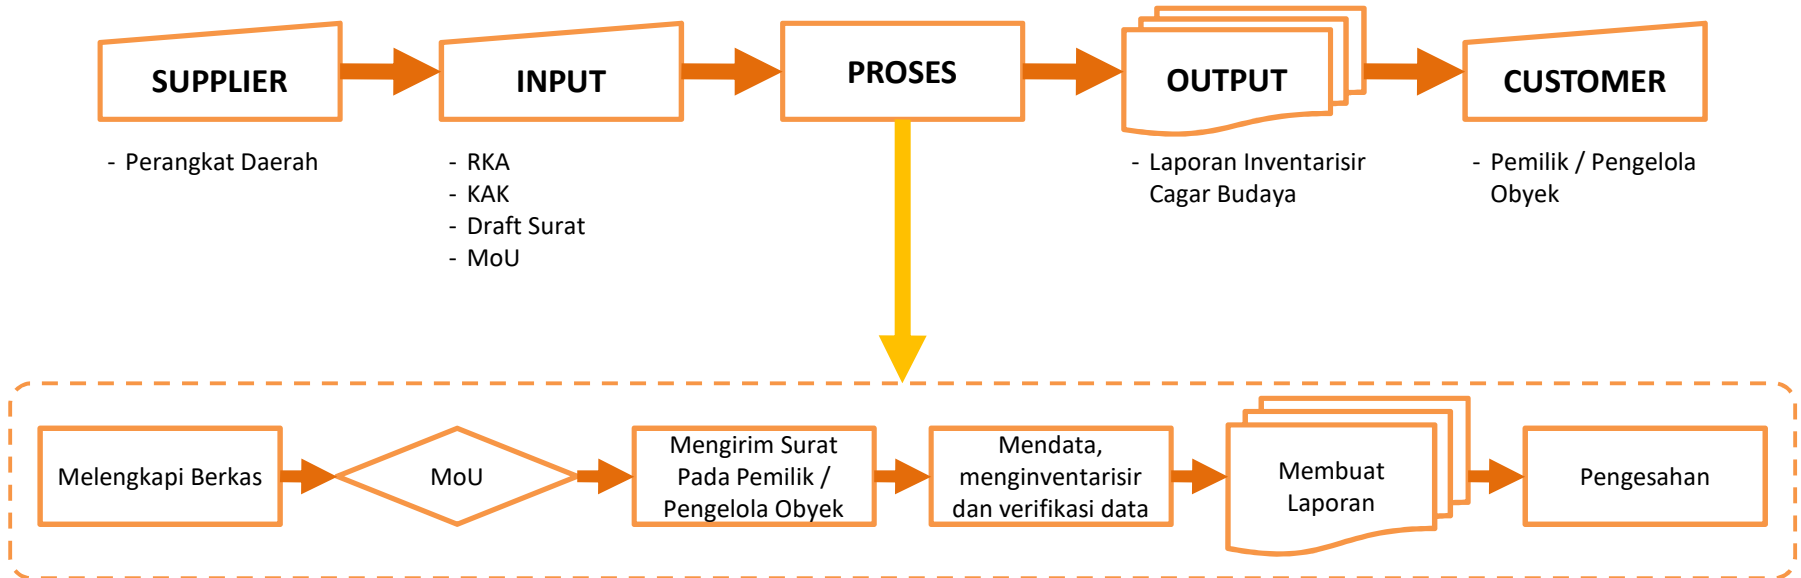 SUPPLIER
INPUT
PROSES
OUTPUT
CUSTOMER
- Perangkat Daerah
- RKA
- KAK
- Draft Surat
- MoU
- Laporan Inventarisir
Cagar Budaya
- Pemilik / Pengelola
Obyek
Melengkapi Berkas
MoU
Mengirim Surat
Pada Pemilik /
Pengelola Obyek
Mendata,
menginventarisir
dan verifikasi data
Membuat
Laporan
Pengesahan